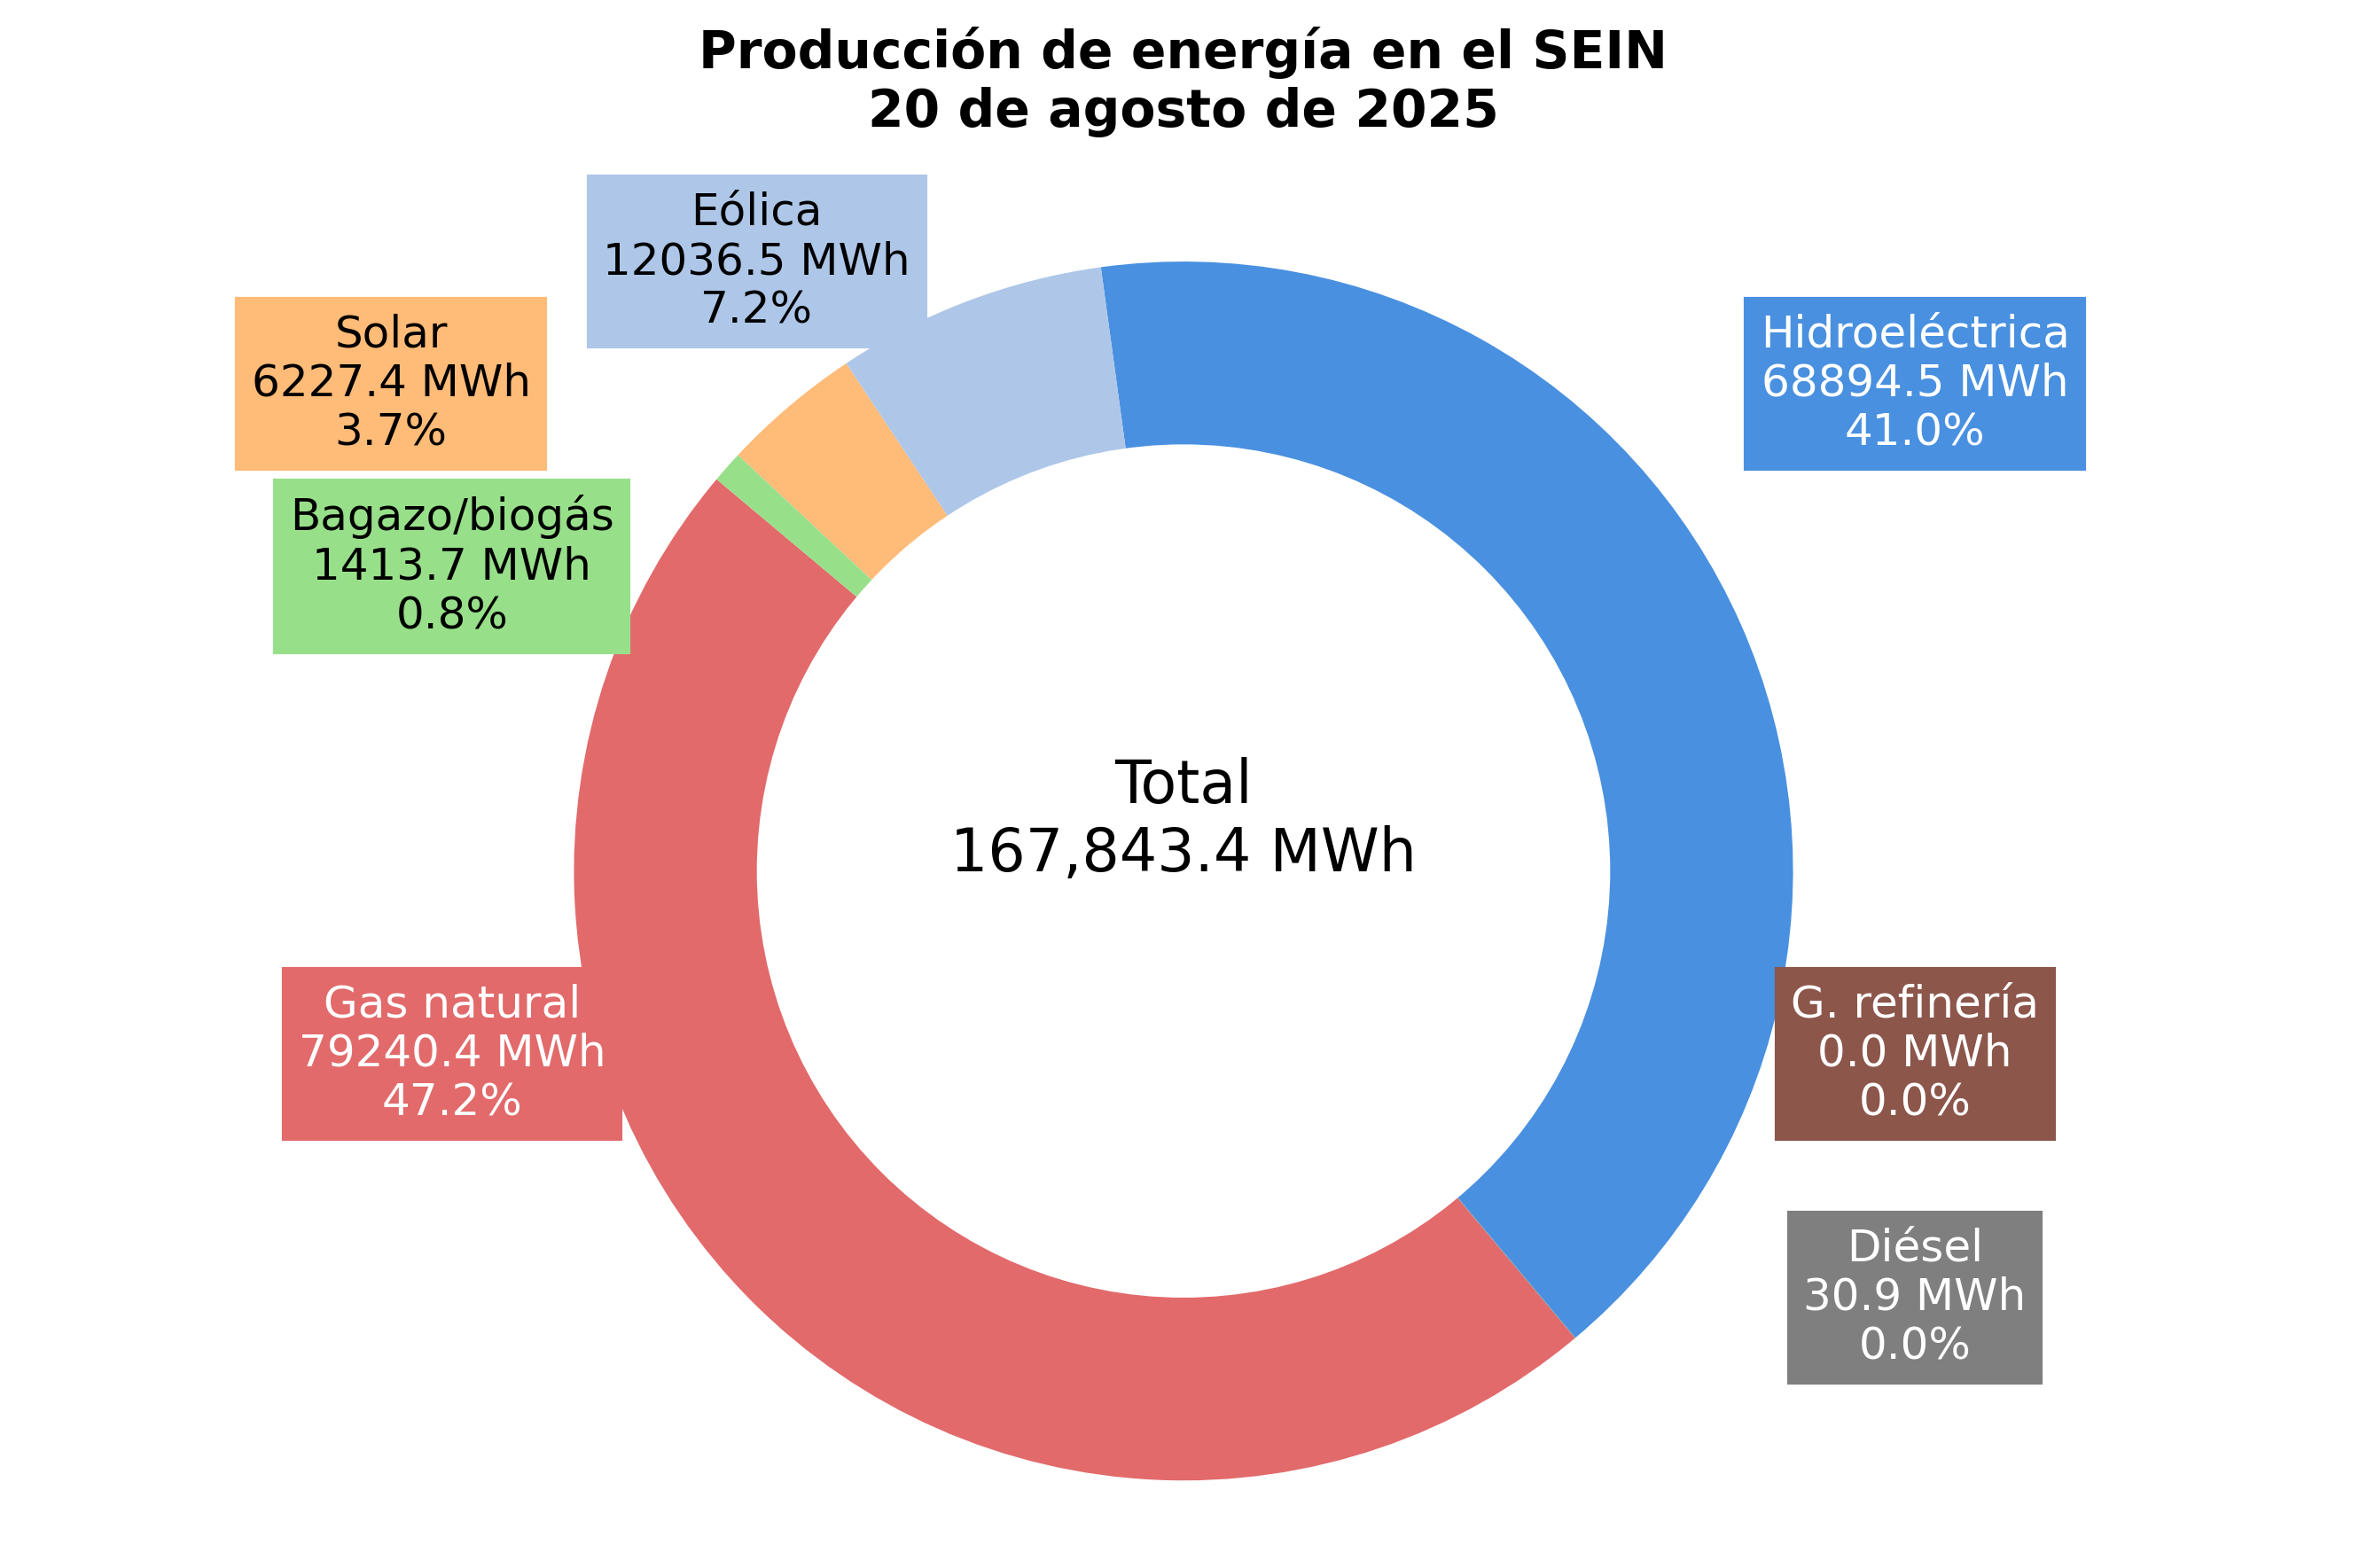 Producción de energía en el SEIN
20 de agosto de 2025
Eólica
12036.5 MWh
7.2%
Solar
6227.4 MWh
3.7%
Hidroeléctrica
68894.5 MWh
41.0%
Bagazo/biogás
1413.7 MWh
0.8%
Total
167,843.4 MWh
Gas natural
79240.4 MWh
47.2%
G. refinería
0.0 MWh
0.0%
Diésel
30.9 MWh
0.0%